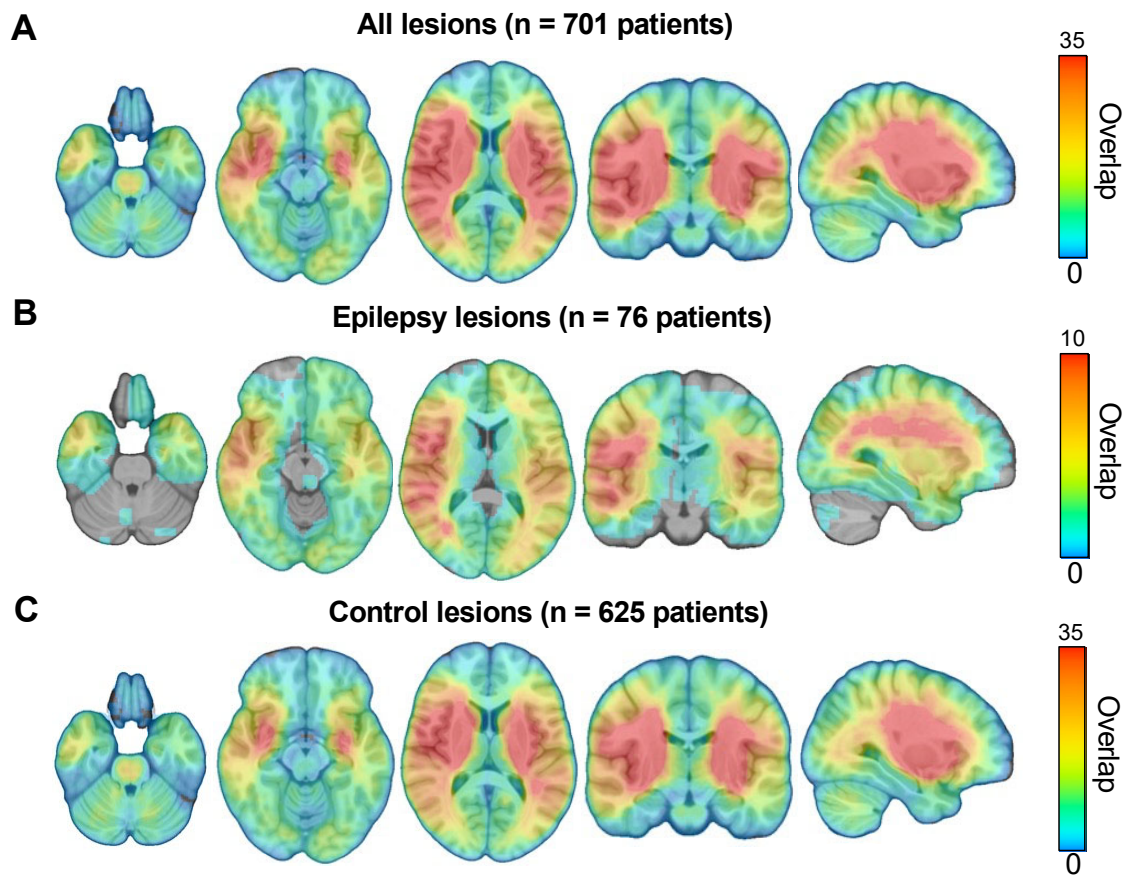 A
All lesions (n = 701 patients)
35
Overlap
0
B
Epilepsy lesions (n = 76 patients)
10
Overlap
0
C
Control lesions (n = 625 patients)
35
Overlap
0